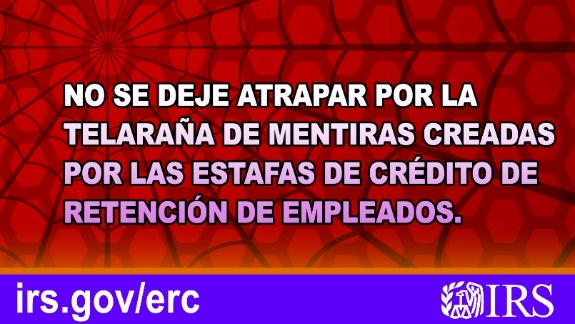 NO SE DEJE ATRAPAR POR LA
TELARAÑA DE MENTIRAS CREADAS
POR LAS ESTAFAS DE CRÉDITO DE
RETENCIÓN DE EMPLEADOS.
irs.gov/erc
IRS